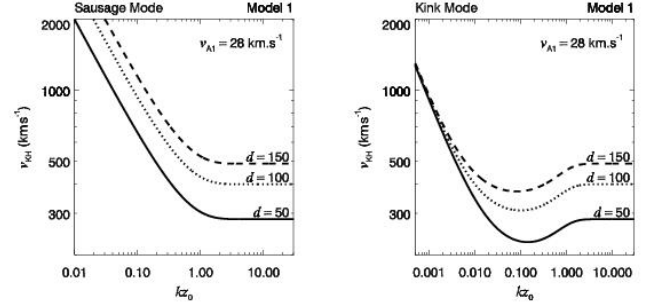 Sausage Mode Model 1
v_A1 = 28 km.s⁻¹
2000
1000
500
300
v_KH (kms⁻¹)
d = 150
d = 100
d = 50
0.01 0.10 1.00 10.00
kz₀
Kink Mode Model 1
v_A1 = 28 km.s⁻¹
2000
1000
500
300
v_KH (kms⁻¹)
d = 150
d = 100
d = 50
0.001 0.010 0.100 1.000 10.000
kz₀